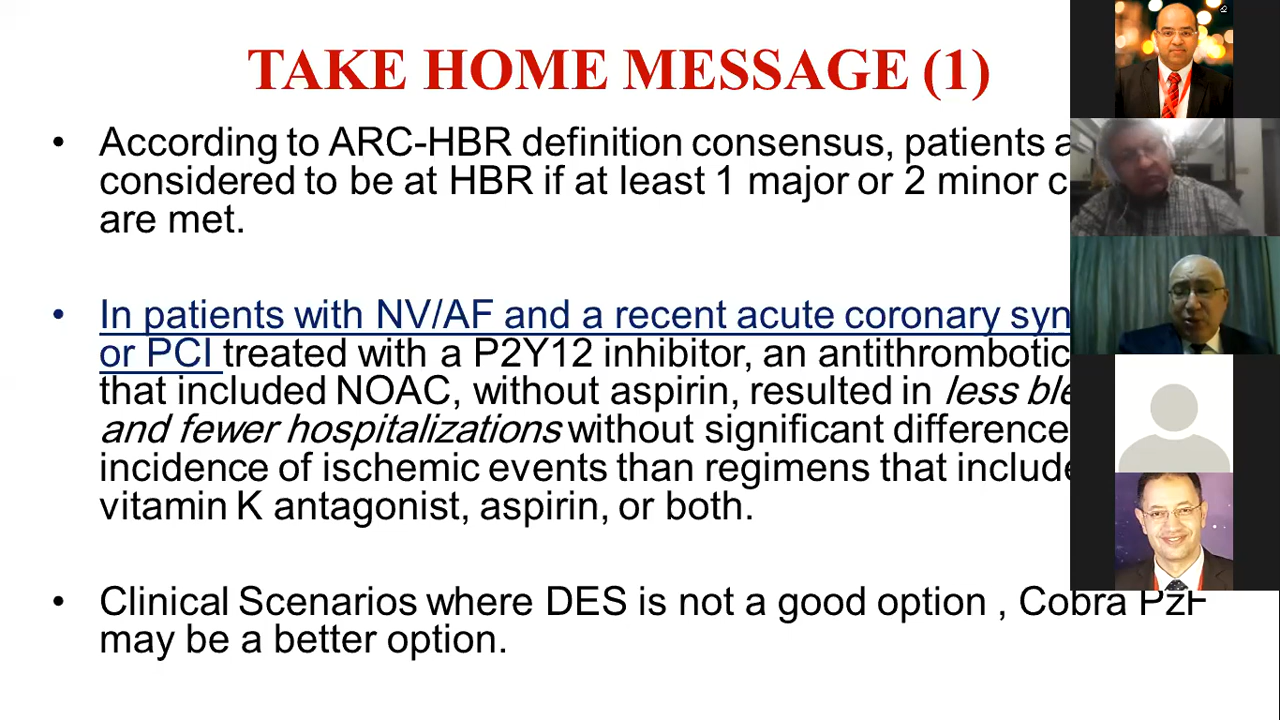 TAKE HOME MESSAGE (1)
• According to ARC-HBR definition consensus, patients
considered to be at HBR if at least 1 major or 2 minor
are met.
• In patients with NV/AF and a recent acute coronary
or PCI treated with a P2Y12 inhibitor, an antithrombotic
that included NOAC, without aspirin, resulted in less
and fewer hospitalizations without significant difference
incidence of ischemic events than regimens that include
vitamin K antagonist, aspirin, or both.
• Clinical Scenarios where DES is not a good option , Cobra PzF
may be a better option.